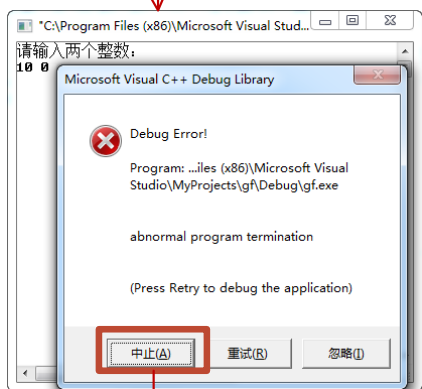 "C:\Program Files (x86)\Microsoft Visual Stud...
请输入两个整数:
10 0
Microsoft Visual C++ Debug Library
Debug Error!
Program: ...iles (x86)\Microsoft Visual
Studio\MyProjects\gf\Debug\gf.exe
abnormal program termination
(Press Retry to debug the application)
中止(A)
重试(R)
忽略(I)